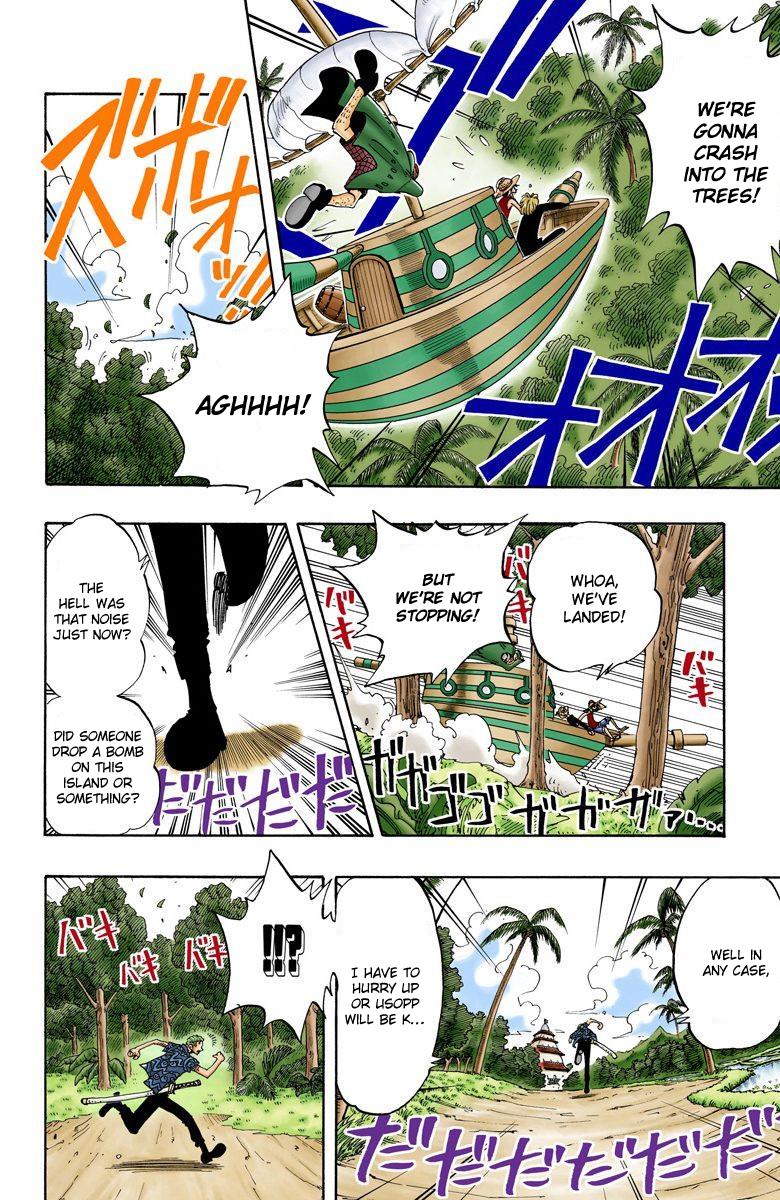 WE'RE
GONNA
CRASH
INTO THE
TREES!
オオオオ
ズボオッ!!
AGHHHH!
WHOA,
WE'VE
LANDED!
BUT
WE'RE NOT
STOPPING!
バキ
バキ
バキ
バキ
ガガゴゴガガガァ.....
THE
HELL WAS
THAT NOISE
JUST NOW?
DID SOMEONE
DROP A BOMB
ON THIS
ISLAND OR
SOMETHING?
だだだだ
WELL IN
ANY CASE,
I HAVE TO
HURRY UP
OR USOPP
WILL BE K...
だだだだだ
!!?
バキ
バキ
バキ